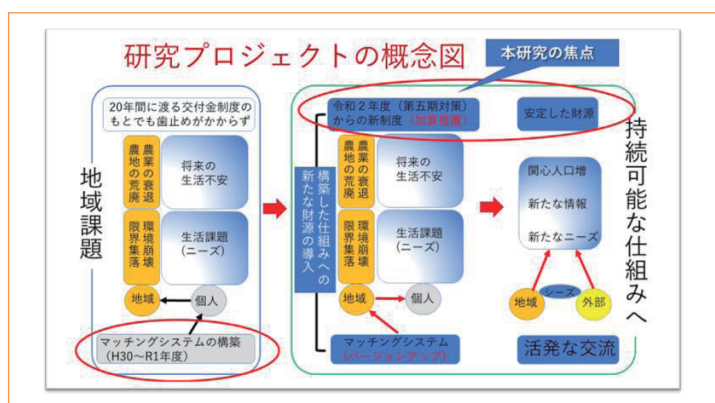 研究プロジェクトの概念図
本研究の焦点
地域課題
20年間に渡る交付金制度の
もとでも歯止めがかからず
農業の衰退
農地の荒廃
将来の
生活不安
環境崩壊
限界集落
生活課題
(ニーズ)
地域
個人
マッチングシステムの構築
(H30～R1年度)
令和２年度（第五期対策）
からの新制度（加算措置）
構築した仕組みへの
新たな財源の導入
農業の衰退
農地の荒廃
将来の
生活不安
環境崩壊
限界集落
生活課題
(ニーズ)
地域
個人
マッチングシステム
(バージョンアップ)
安定した財源
関心人口増
新たな情報
新たなニーズ
地域
シーズ
外部
活発な交流
持続可能な仕組みへ